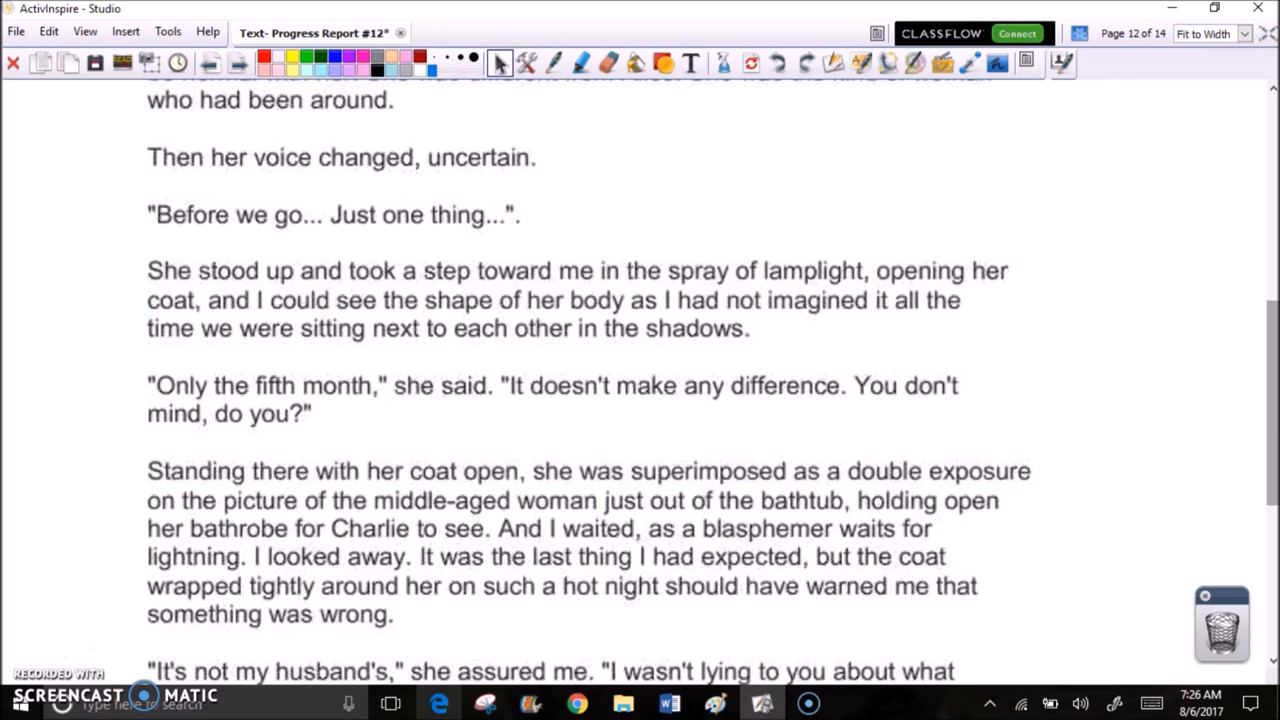 ActivInspire - Studio
File Edit View Insert Tools Help
Text- Progress Report #12*
CLASSFLOW Connect
Page 12 of 14
Fit to Width
who had been around.
Then her voice changed, uncertain.
"Before we go... Just one thing...".
She stood up and took a step toward me in the spray of lamplight, opening her
coat, and I could see the shape of her body as I had not imagined it all the
time we were sitting next to each other in the shadows.
"Only the fifth month," she said. "It doesn't make any difference. You don't
mind, do you?"
Standing there with her coat open, she was superimposed as a double exposure
on the picture of the middle-aged woman just out of the bathtub, holding open
her bathrobe for Charlie to see. And I waited, as a blasphemer waits for
lightning. I looked away. It was the last thing I had expected, but the coat
wrapped tightly around her on such a hot night should have warned me that
something was wrong.
"It's not my husband's," she assured me. "I wasn't lying to you about what
RECORDED WITH
SCREENCAST MATIC
Type here to search
7:26 AM
8/6/2017